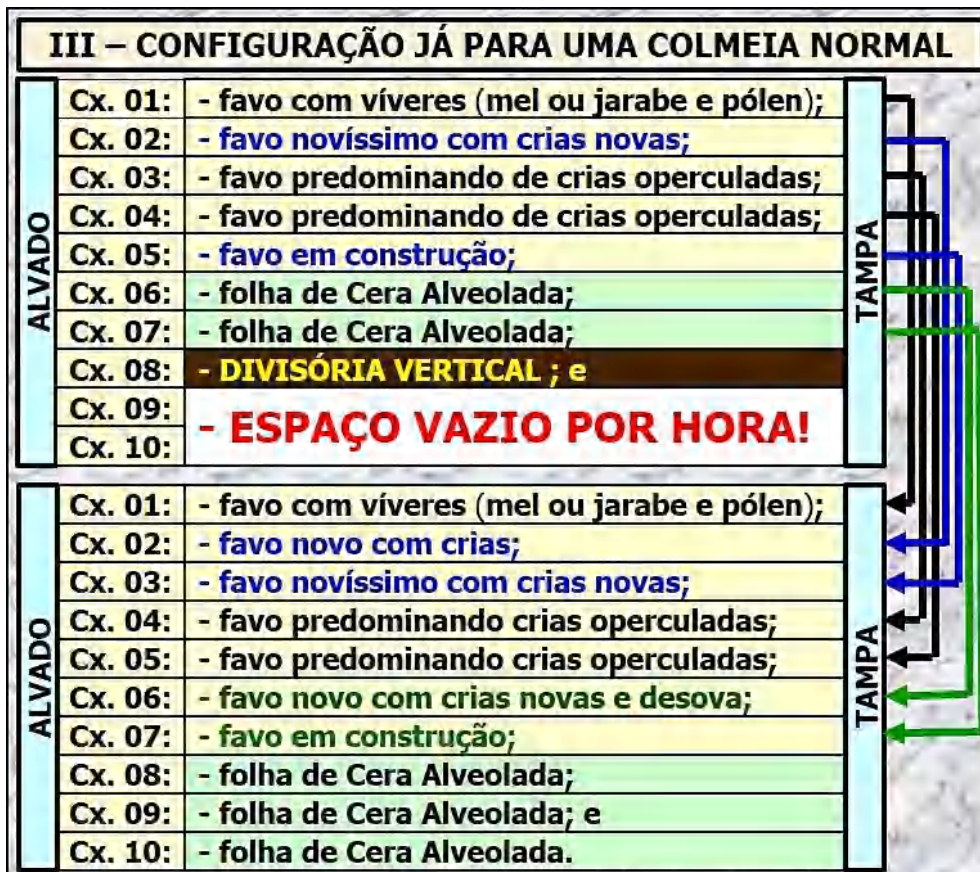 III – CONFIGURAÇÃO JÁ PARA UMA COLMEIA NORMAL
ALVADO
Cx. 01: - favo com víveres (mel ou jarabe e pólen);
Cx. 02: - favo novíssimo com crias novas;
Cx. 03: - favo predominando de crias operculadas;
Cx. 04: - favo predominando de crias operculadas;
Cx. 05: - favo em construção;
Cx. 06: - folha de Cera Alveolada;
Cx. 07: - folha de Cera Alveolada;
Cx. 08: - DIVISÓRIA VERTICAL ; e
Cx. 09:
- ESPAÇO VAZIO POR HORA!
Cx. 10:
TAMPA
ALVADO
Cx. 01: - favo com víveres (mel ou jarabe e pólen);
Cx. 02: - favo novo com crias;
Cx. 03: - favo novíssimo com crias novas;
Cx. 04: - favo predominando crias operculadas;
Cx. 05: - favo predominando crias operculadas;
Cx. 06: - favo novo com crias novas e desova;
Cx. 07: - favo em construção;
Cx. 08: - folha de Cera Alveolada;
Cx. 09: - folha de Cera Alveolada; e
Cx. 10: - folha de Cera Alveolada.
TAMPA